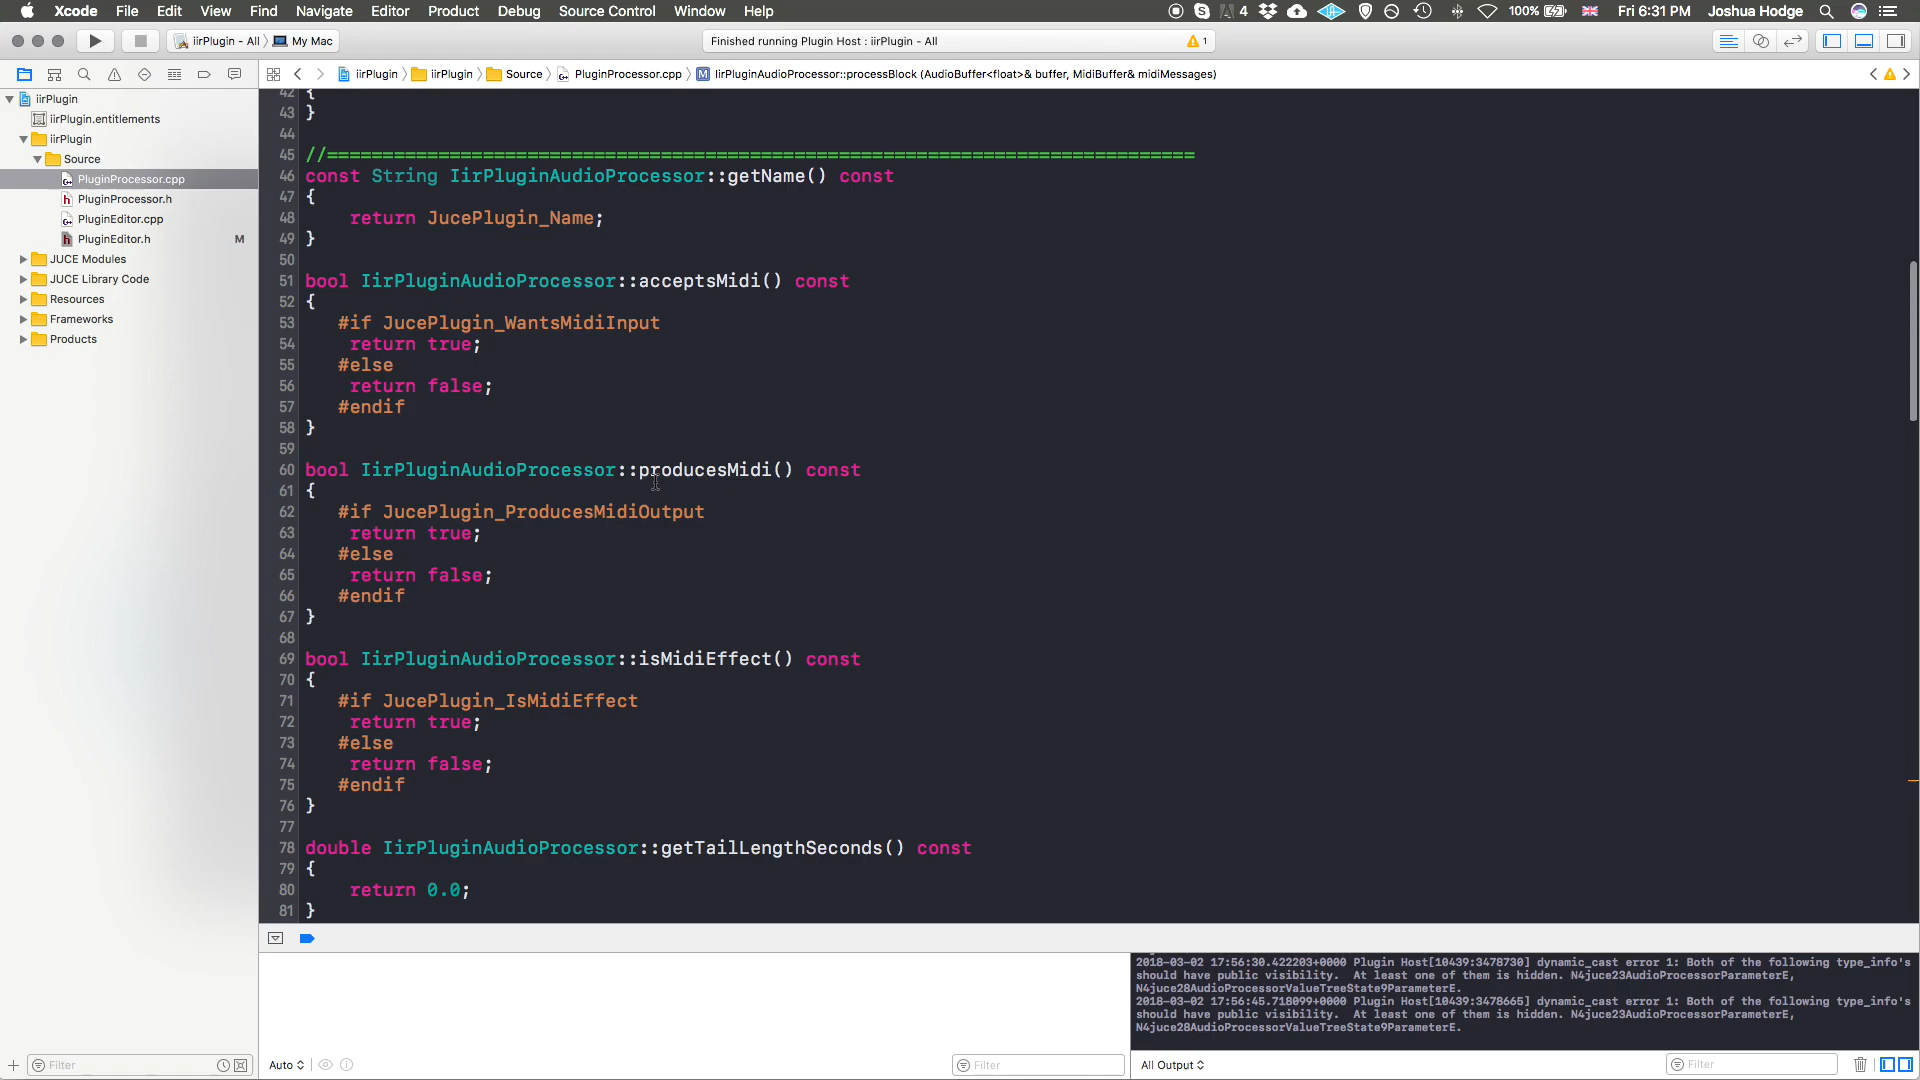 Xcode File Edit View Find Navigate Editor Product Debug Source Control Window Help 4 100% Fri 6:31 PM Joshua Hodge
iirPlugin - All My Mac Finished running Plugin Host : iirPlugin - All 1
iirPlugin iirPlugin Source PluginProcessor.cpp M IirPluginAudioProcessor::processBlock (AudioBuffer<float>& buffer, MidiBuffer& midiMessages)
iirPlugin
iirPlugin.entitlements
iirPlugin
Source
PluginProcessor.cpp
PluginProcessor.h
PluginEditor.cpp
PluginEditor.h M
JUCE Modules
JUCE Library Code
Resources
Frameworks
Products
42 {
43 }
44
45 //==============================================================================
46 const String IirPluginAudioProcessor::getName() const
47 {
48 return JucePlugin_Name;
49 }
50
51 bool IirPluginAudioProcessor::acceptsMidi() const
52 {
53 #if JucePlugin_WantsMidiInput
54 return true;
55 #else
56 return false;
57 #endif
58 }
59
60 bool IirPluginAudioProcessor::producesMidi() const
61 {
62 #if JucePlugin_ProducesMidiOutput
63 return true;
64 #else
65 return false;
66 #endif
67 }
68
69 bool IirPluginAudioProcessor::isMidiEffect() const
70 {
71 #if JucePlugin_IsMidiEffect
72 return true;
73 #else
74 return false;
75 #endif
76 }
77
78 double IirPluginAudioProcessor::getTailLengthSeconds() const
79 {
80 return 0.0;
81 }
2018-03-02 17:56:30.422203+0000 Plugin Host[10439:3478730] dynamic_cast error 1: Both of the following type_info's
should have public visibility. At least one of them is hidden. N4juce23AudioProcessorParameterE,
N4juce28AudioProcessorValueTreeState9ParameterE.
2018-03-02 17:56:45.718099+0000 Plugin Host[10439:3478665] dynamic_cast error 1: Both of the following type_info's
should have public visibility. At least one of them is hidden. N4juce23AudioProcessorParameterE,
N4juce28AudioProcessorValueTreeState9ParameterE.
Filter Auto Filter All Output Filter